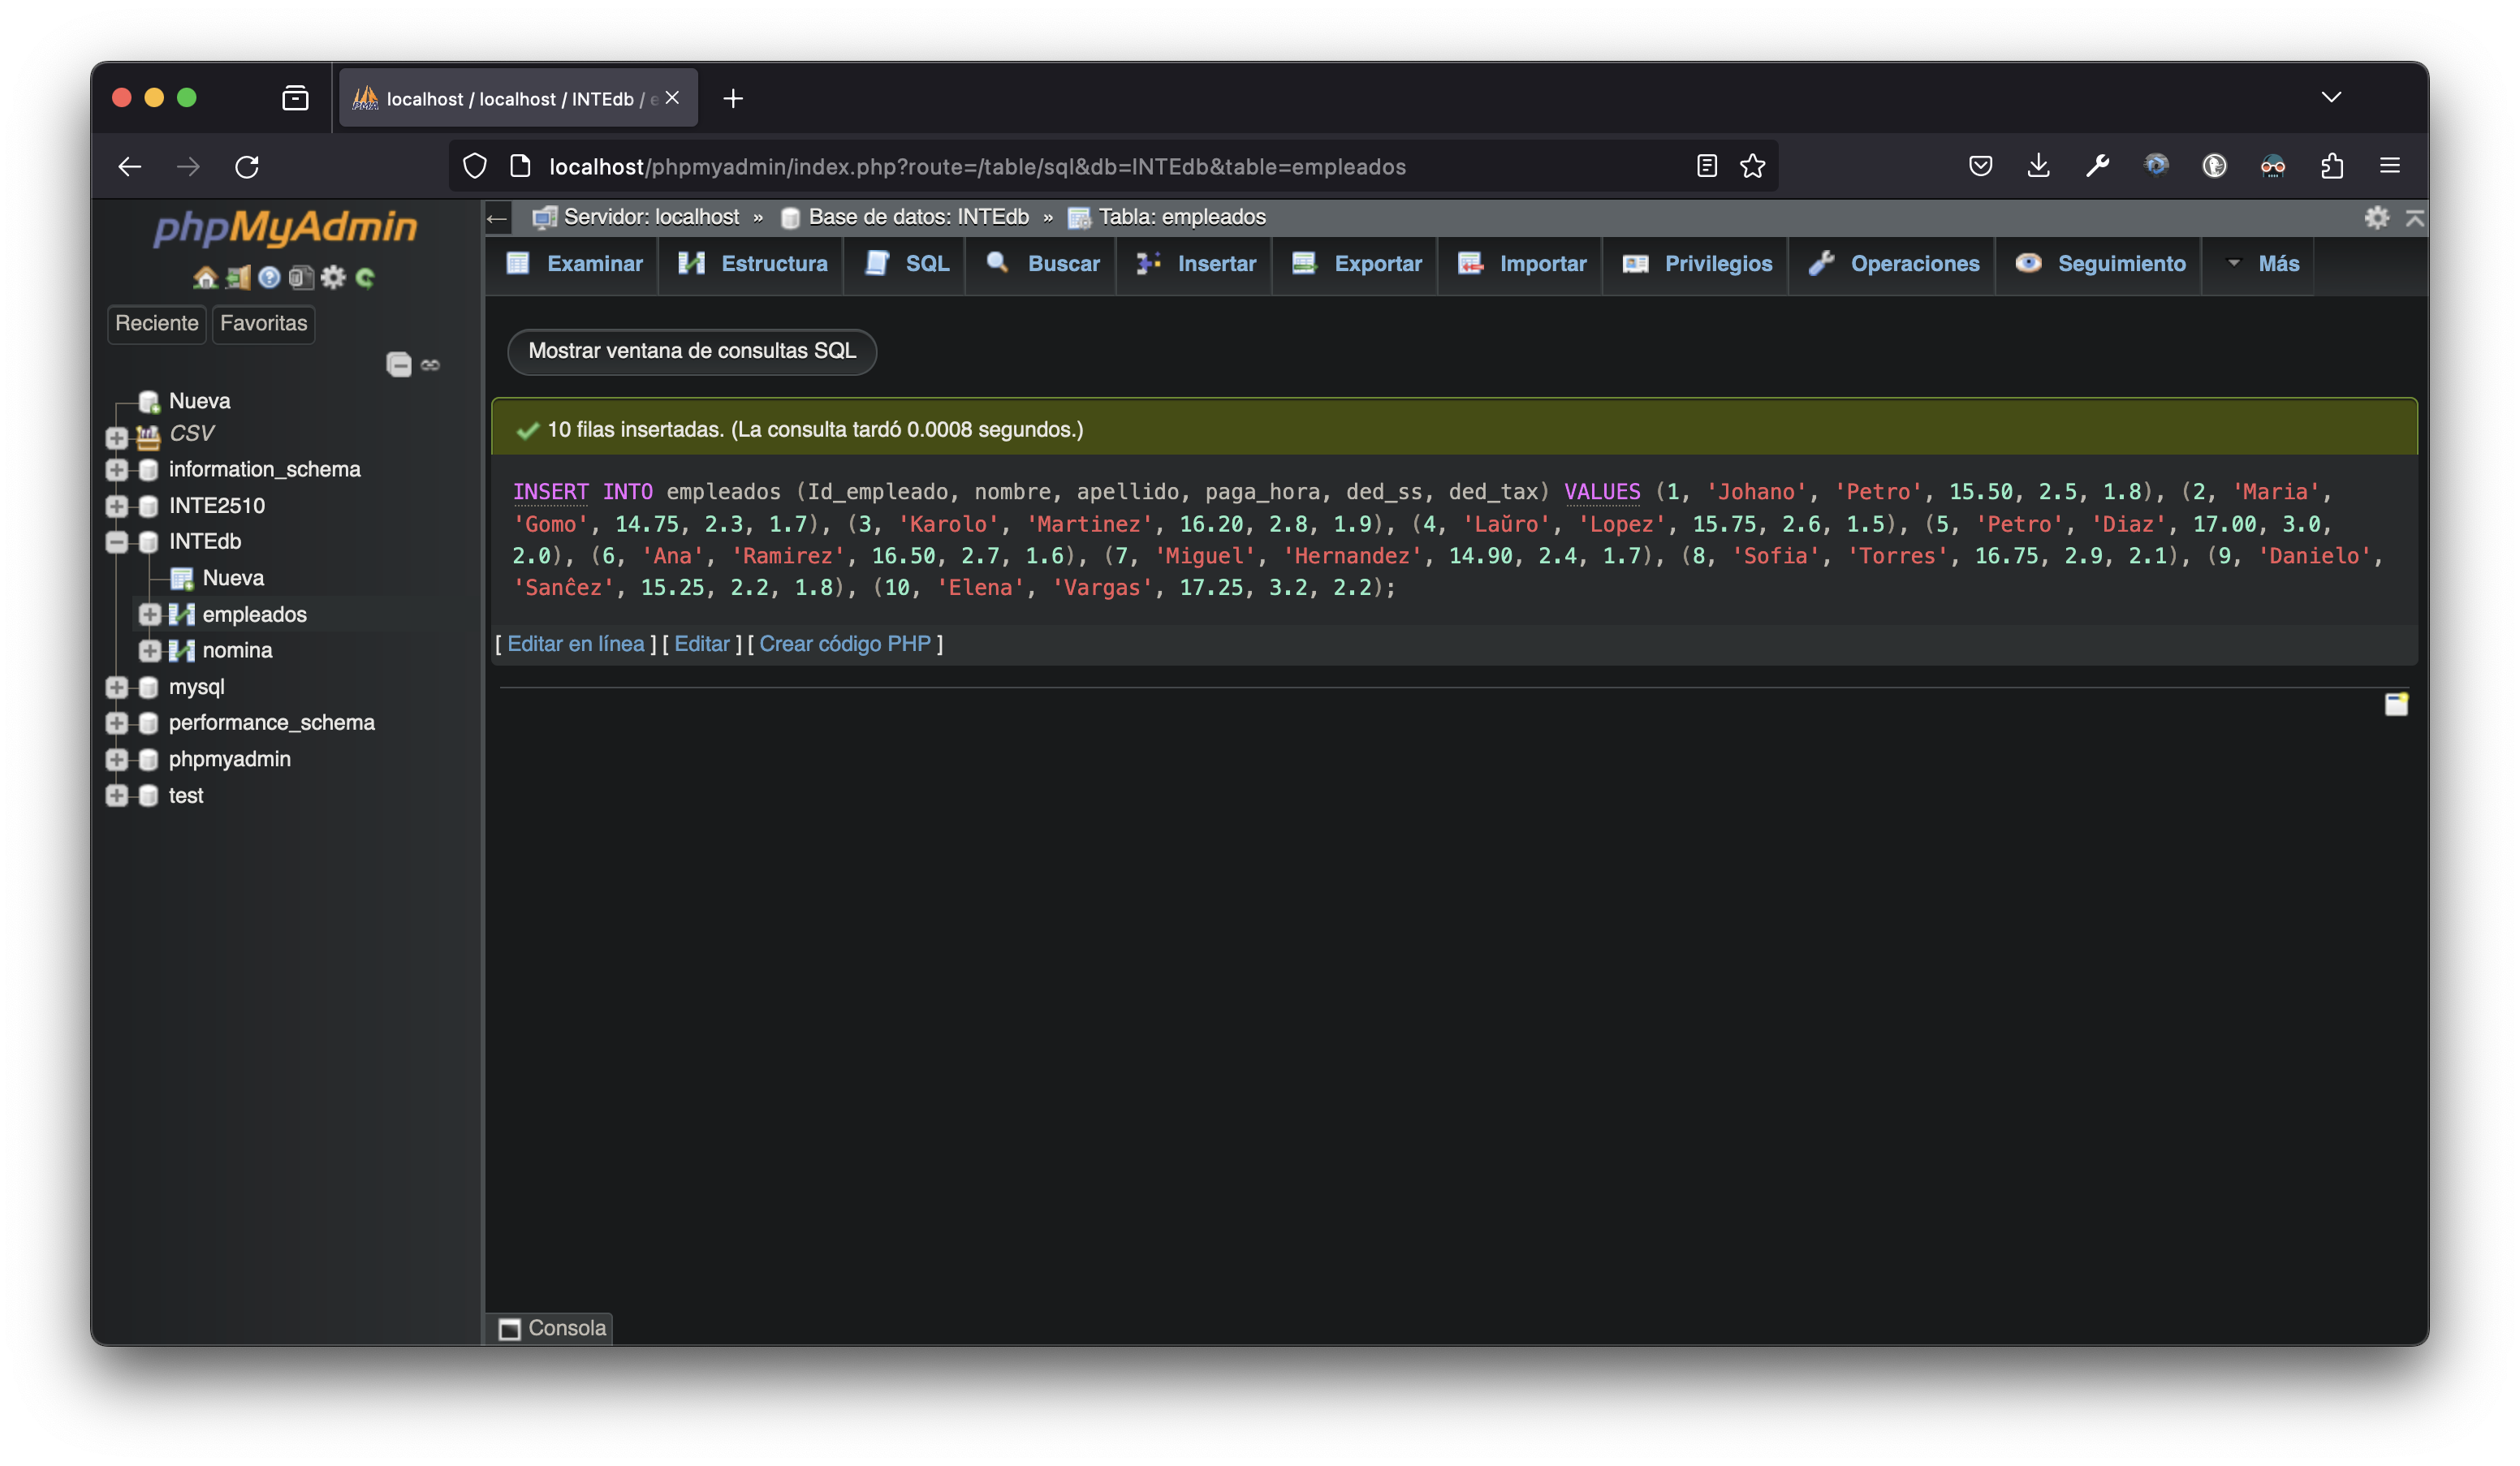 localhost / localhost / INTEdb / e
localhost/phpmyadmin/index.php?route=/table/sql&db=INTEdb&table=empleados
phpMyAdmin
Reciente Favoritas
Nueva
CSV
information_schema
INTE2510
INTEdb
Nueva
empleados
nomina
mysql
performance_schema
phpmyadmin
test
← Servidor: localhost » Base de datos: INTEdb » Tabla: empleados
Examinar Estructura SQL Buscar Insertar Exportar Importar Privilegios Operaciones Seguimiento Más
Mostrar ventana de consultas SQL
10 filas insertadas. (La consulta tardó 0.0008 segundos.)
INSERT INTO empleados (Id_empleado, nombre, apellido, paga_hora, ded_ss, ded_tax) VALUES (1, 'Johano', 'Petro', 15.50, 2.5, 1.8), (2, 'Maria',
'Gomo', 14.75, 2.3, 1.7), (3, 'Karolo', 'Martinez', 16.20, 2.8, 1.9), (4, 'Laŭro', 'Lopez', 15.75, 2.6, 1.5), (5, 'Petro', 'Diaz', 17.00, 3.0,
2.0), (6, 'Ana', 'Ramirez', 16.50, 2.7, 1.6), (7, 'Miguel', 'Hernandez', 14.90, 2.4, 1.7), (8, 'Sofia', 'Torres', 16.75, 2.9, 2.1), (9, 'Danielo',
'Sanĉez', 15.25, 2.2, 1.8), (10, 'Elena', 'Vargas', 17.25, 3.2, 2.2);
[ Editar en línea ] [ Editar ] [ Crear código PHP ]
Consola